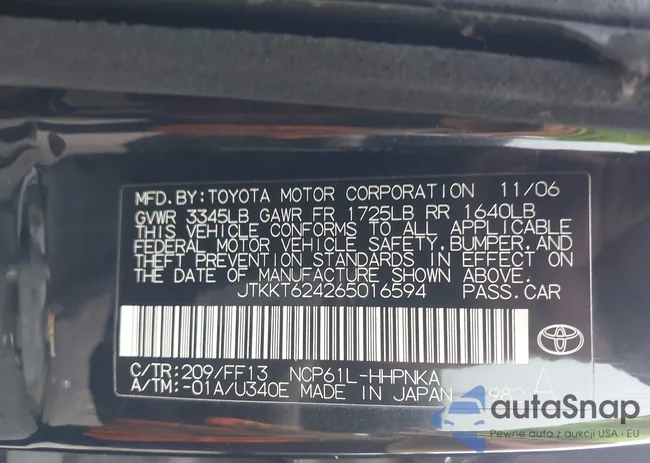 MFD.BY:TOYOTA MOTOR CORPORATION 11/06
GVWR 3345LB GAWR FR 1725LB RR 1640LB
THIS VEHICLE CONFORMS TO ALL APPLICABLE
FEDERAL MOTOR VEHICLE SAFETY,BUMPER,AND
THEFT PREVENTION STANDARDS IN EFFECT ON
THE DATE OF MANUFACTURE SHOWN ABOVE.
JTKKT624265016594 PASS.CAR
C/TR:209/FF13 NCP61L-HHPNKA A
A/TM:-01A/U340E MADE IN JAPAN
autoSnap
Pewne auta z aukcji USA i EU